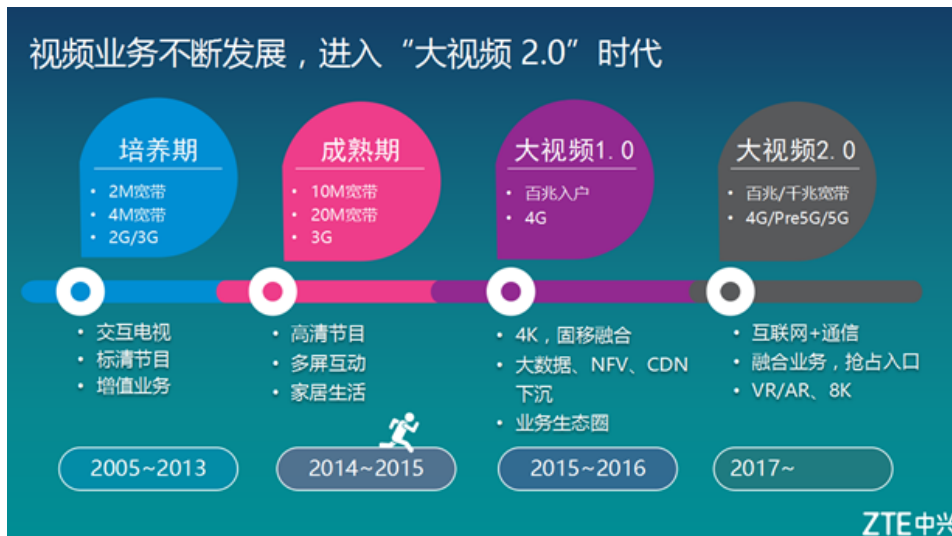 视频业务不断发展，进入“大视频 2.0”时代
培养期
• 2M宽带
• 4M宽带
• 2G/3G
成熟期
• 10M宽带
• 20M宽带
• 3G
大视频1.0
• 百兆入户
• 4G
大视频2.0
• 百兆/千兆宽带
• 4G/Pre5G/5G
• 交互电视
• 标清节目
• 增值业务
• 高清节目
• 多屏互动
• 家居生活
• 4K，固移融合
• 大数据、NFV、CDN
下沉
• 业务生态圈
• 互联网+通信
• 融合业务，抢占入口
• VR/AR、8K
2005~2013
2014~2015
2015~2016
2017~
ZTE中兴